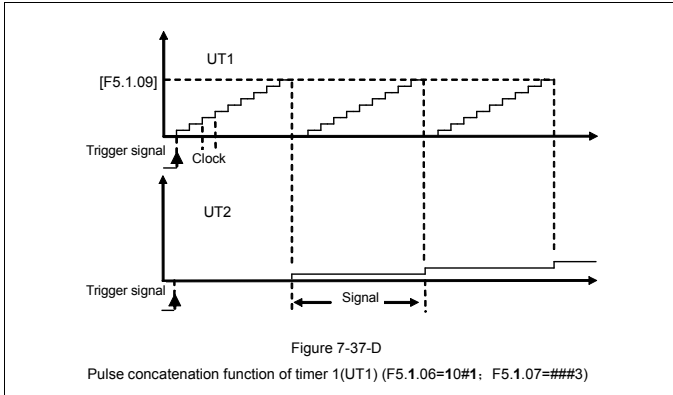 UT1
[F5.1.09]
Trigger signal
Clock
UT2
Trigger signal
Signal
Figure 7-37-D
Pulse concatenation function of timer 1(UT1) (F5.1.06=10#1; F5.1.07=###3)